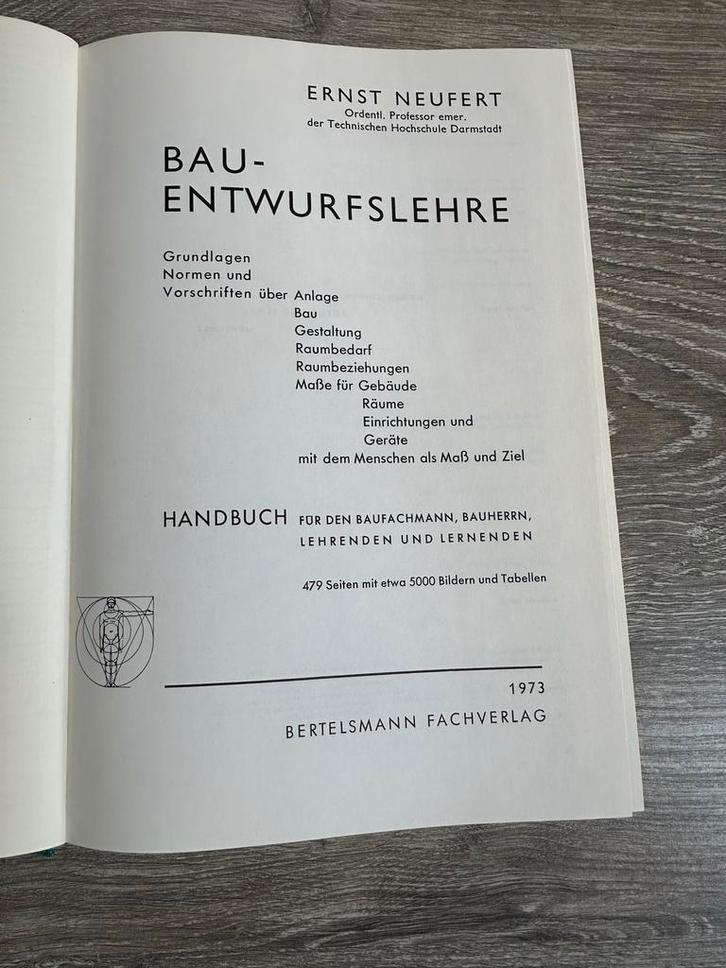 ERNST NEUFERT
Ordentl. Professor emer.
der Technischen Hochschule Darmstadt
BAU-
ENTWURFSLEHRE
Grundlagen
Normen und
Vorschriften über Anlage
Bau
Gestaltung
Raumbedarf
Raumbeziehungen
Maße für Gebäude
Räume
Einrichtungen und
Geräte
mit dem Menschen als Maß und Ziel
HANDBUCH FÜR DEN BAUFACHMANN, BAUHERRN,
LEHRENDEN UND LERNENDEN
479 Seiten mit etwa 5000 Bildern und Tabellen
1973
BERTELSMANN FACHVERLAG